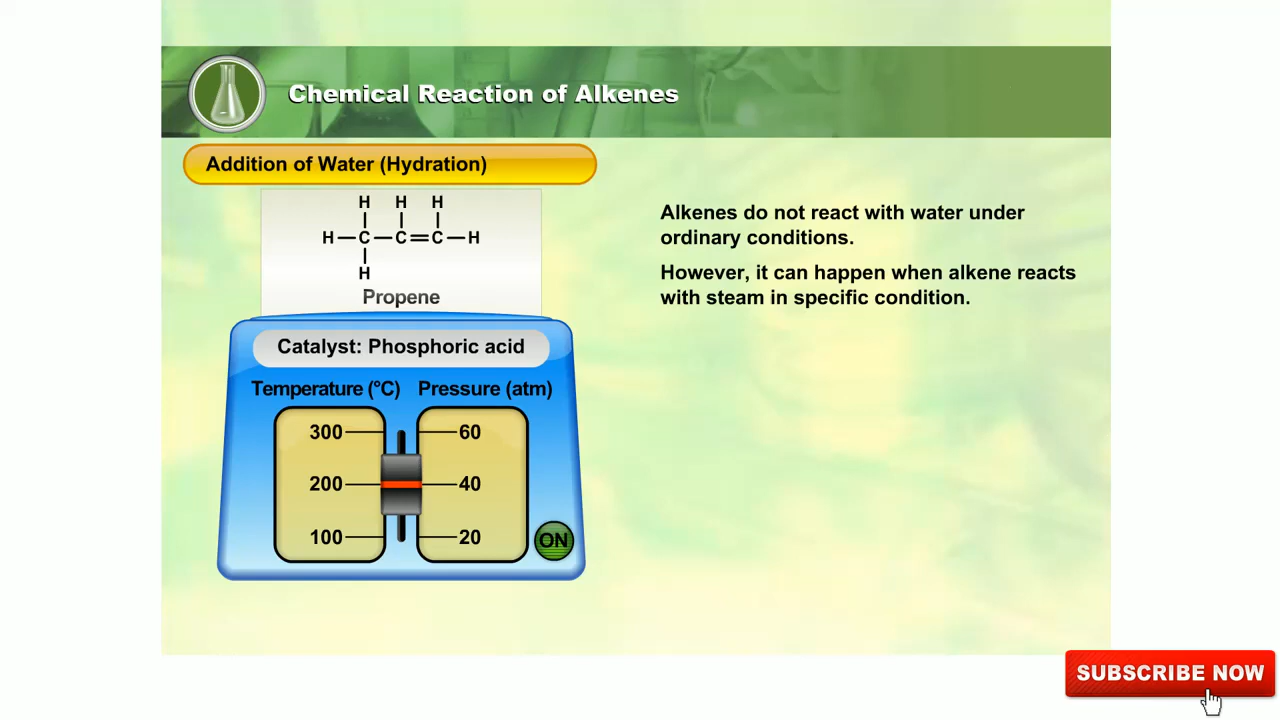 Chemical Reaction of Alkenes
Addition of Water (Hydration)
H H H
H C C C H
H
Propene
Alkenes do not react with water under
ordinary conditions.
However, it can happen when alkene reacts
with steam in specific condition.
Catalyst: Phosphoric acid
Temperature (°C) Pressure (atm)
300 60
200 40
100 20
ON
SUBSCRIBE NOW